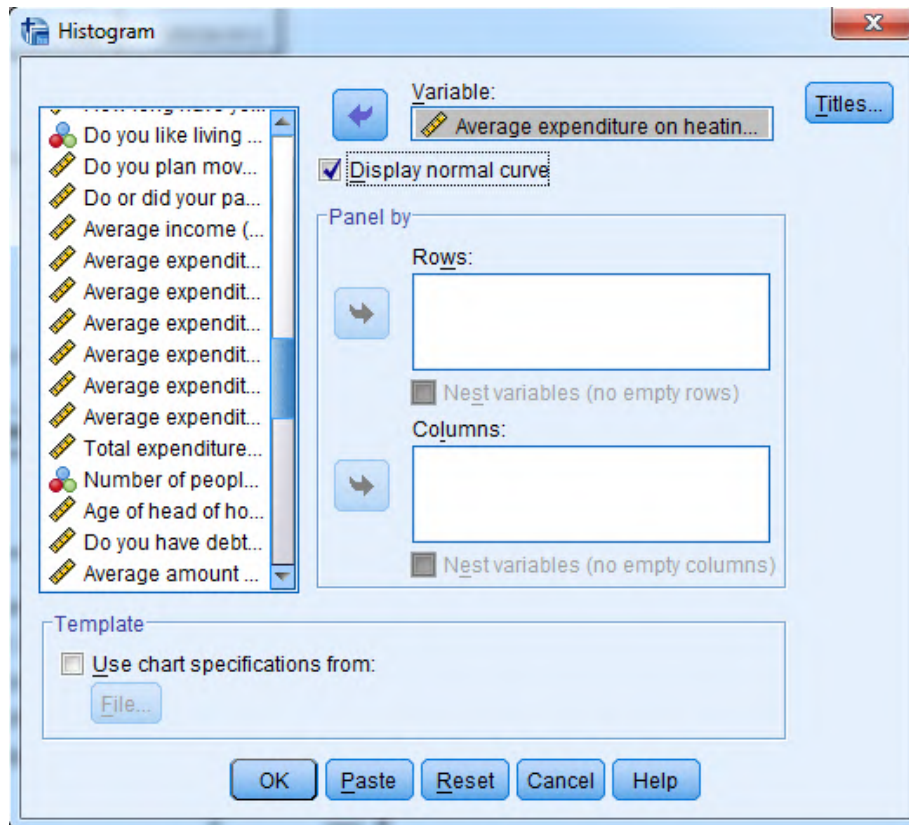 Histogram
Variable:
Average expenditure on heatin...
Titles...
Display normal curve
Do you like living ...
Do you plan mov...
Do or did your pa...
Average income (...
Average expendit...
Average expendit...
Average expendit...
Average expendit...
Average expendit...
Average expendit...
Total expenditure...
Number of peopl...
Age of head of ho...
Do you have debt...
Average amount ...
Panel by
Rows:
Nest variables (no empty rows)
Columns:
Nest variables (no empty columns)
Template
Use chart specifications from:
File...
OK
Paste
Reset
Cancel
Help